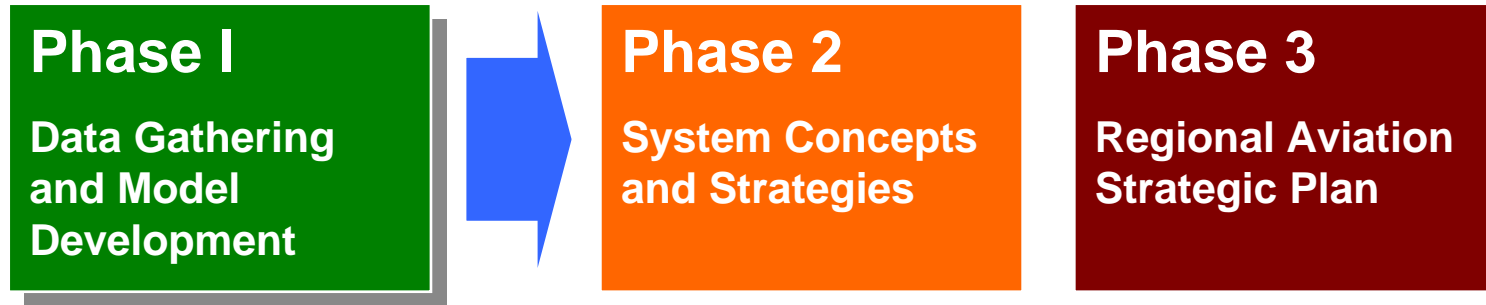 Phase I
Data Gathering
and Model
Development
Phase 2
System Concepts
and Strategies
Phase 3
Regional Aviation
Strategic Plan